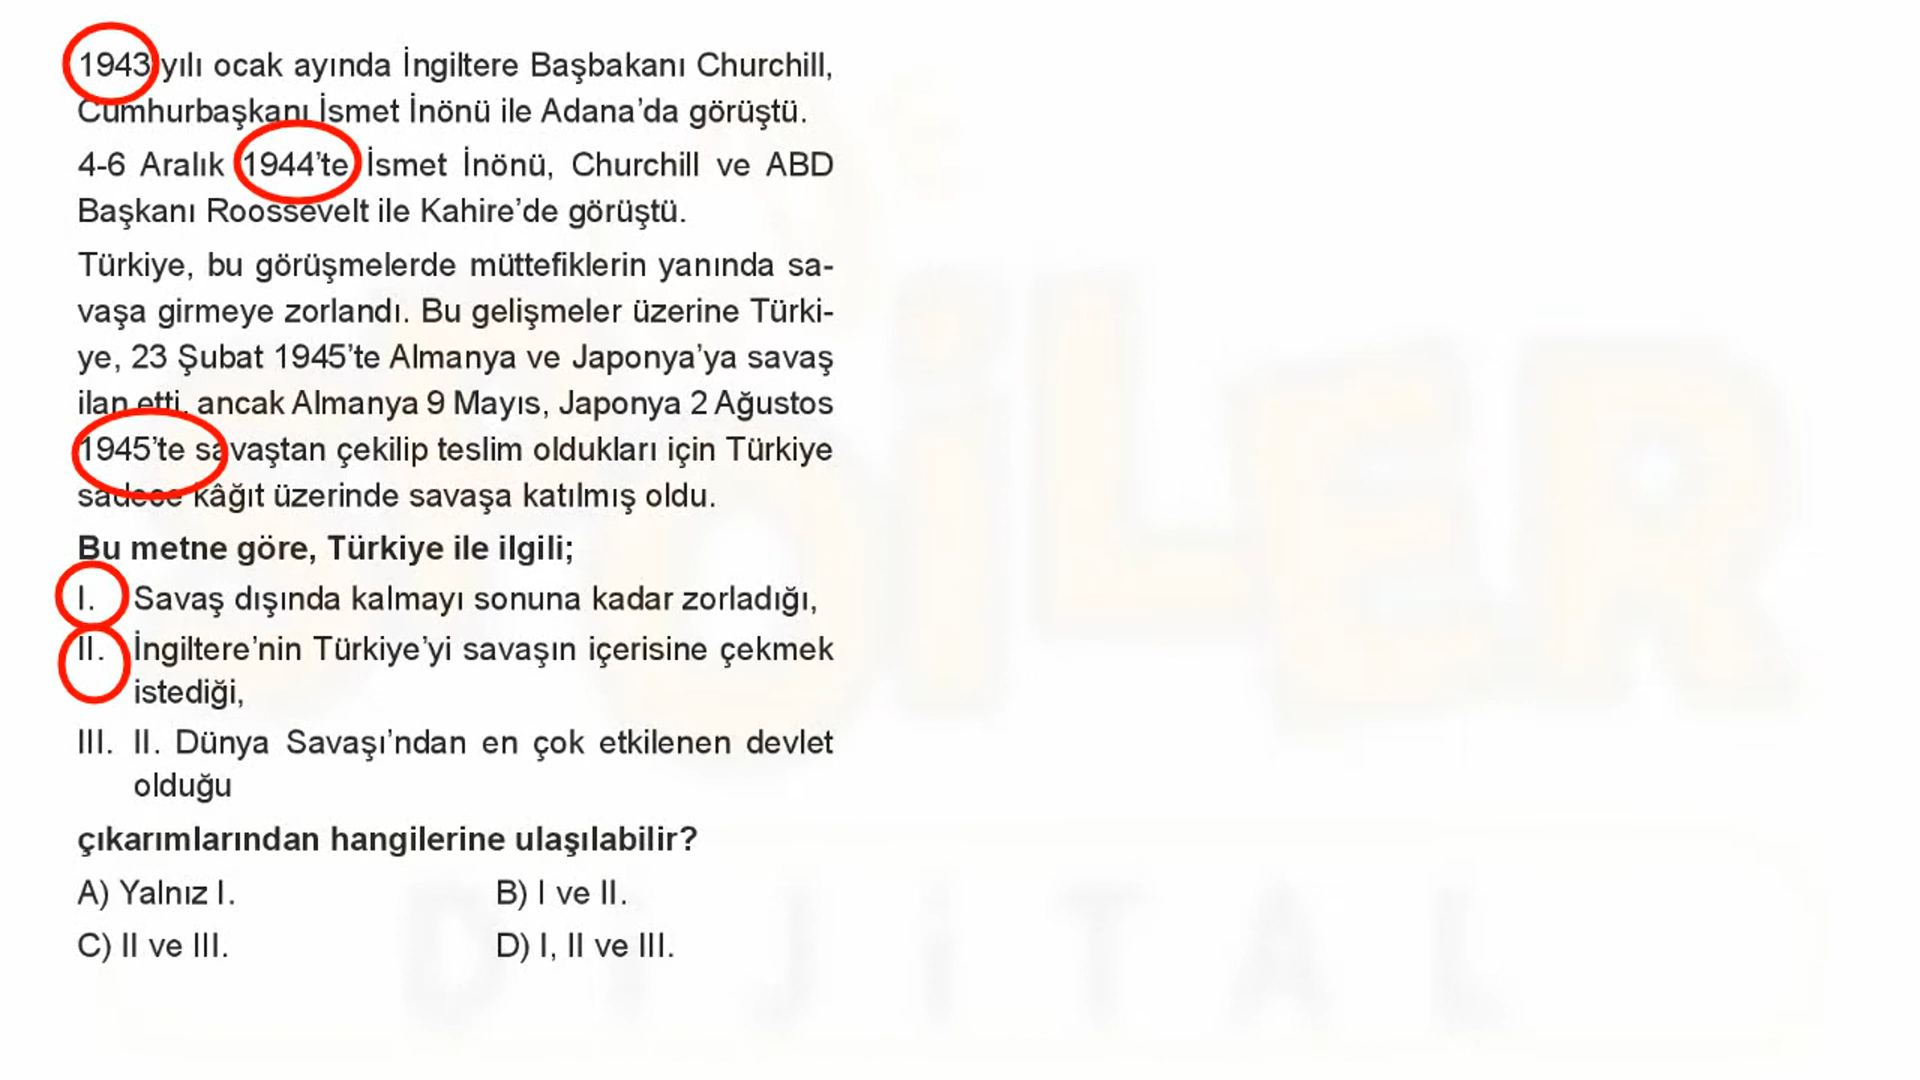 1943 yılı ocak ayında İngiltere Başbakanı Churchill,
Cumhurbaşkanı İsmet İnönü ile Adana’da görüştü.
4-6 Aralık 1944’te İsmet İnönü, Churchill ve ABD
Başkanı Roossevelt ile Kahire’de görüştü.
Türkiye, bu görüşmelerde müttefiklerin yanında sa-
vaşa girmeye zorlandı. Bu gelişmeler üzerine Türki-
ye, 23 Şubat 1945’te Almanya ve Japonya’ya savaş
ilan etti, ancak Almanya 9 Mayıs, Japonya 2 Ağustos
1945’te savaştan çekilip teslim oldukları için Türkiye
sadece kâğıt üzerinde savaşa katılmış oldu.
Bu metne göre, Türkiye ile ilgili;
I. Savaş dışında kalmayı sonuna kadar zorladığı,
II. İngiltere’nin Türkiye’yi savaşın içerisine çekmek
istediği,
III. II. Dünya Savaşı’ndan en çok etkilenen devlet
olduğu
çıkarımlarından hangilerine ulaşılabilir?
A) Yalnız I. B) I ve II.
C) II ve III. D) I, II ve III.
DİJİTAL